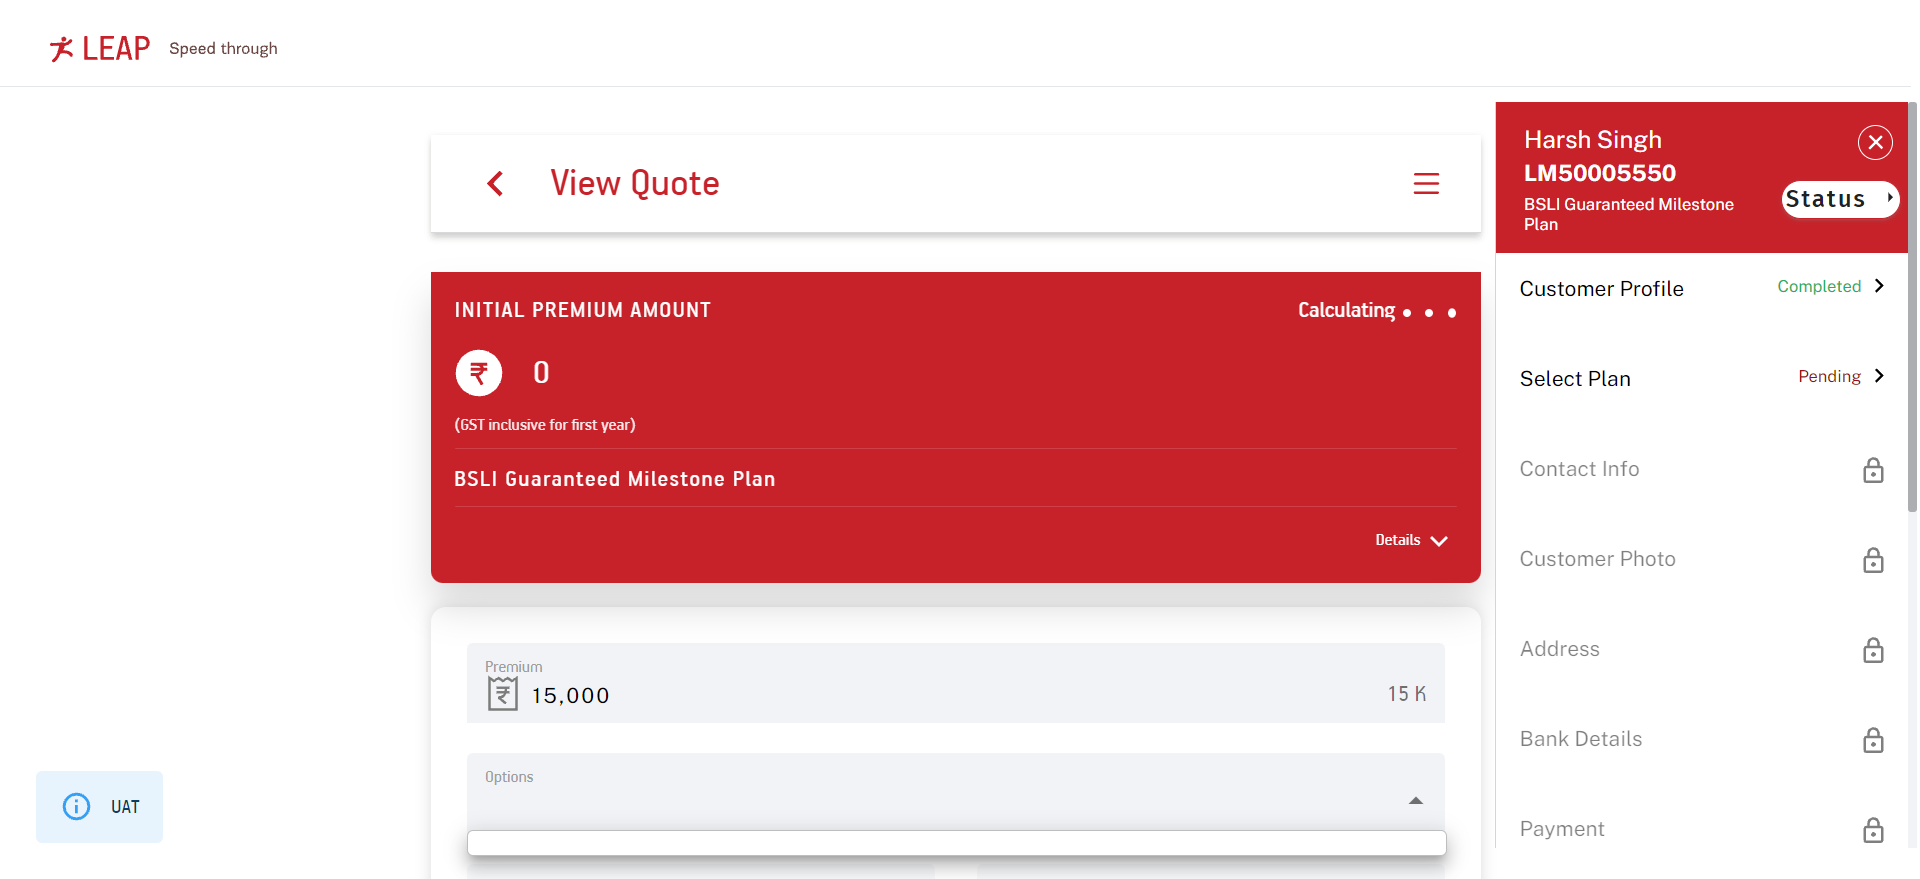 LEAP Speed through
View Quote
INITIAL PREMIUM AMOUNT
Calculating
₹ 0
(GST inclusive for first year)
BSLI Guaranteed Milestone Plan
Details
Premium
₹ 15,000
15 K
Options
UAT
Harsh Singh
LM50005550
BSLI Guaranteed Milestone
Plan
Status
Customer Profile Completed
Select Plan Pending
Contact Info
Customer Photo
Address
Bank Details
Payment